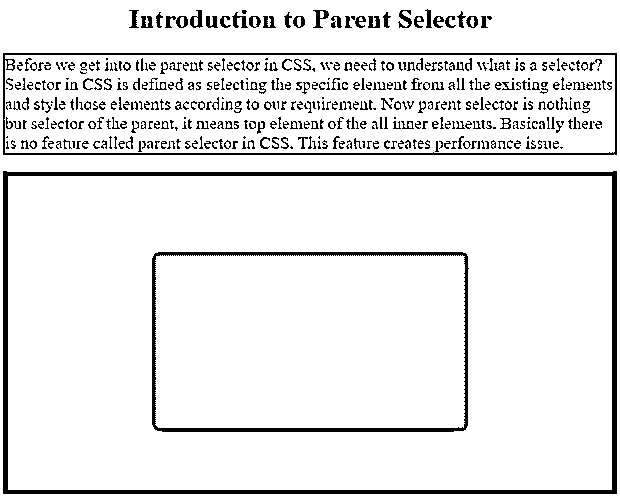 Introduction to Parent Selector
Before we get into the parent selector in CSS, we need to understand what is a selector?
Selector in CSS is defined as selecting the specific element from all the existing elements
and style those elements according to our requirement. Now parent selector is nothing
but selector of the parent, it means top element of the all inner elements. Basically there
is no feature called parent selector in CSS. This feature creates performance issue.